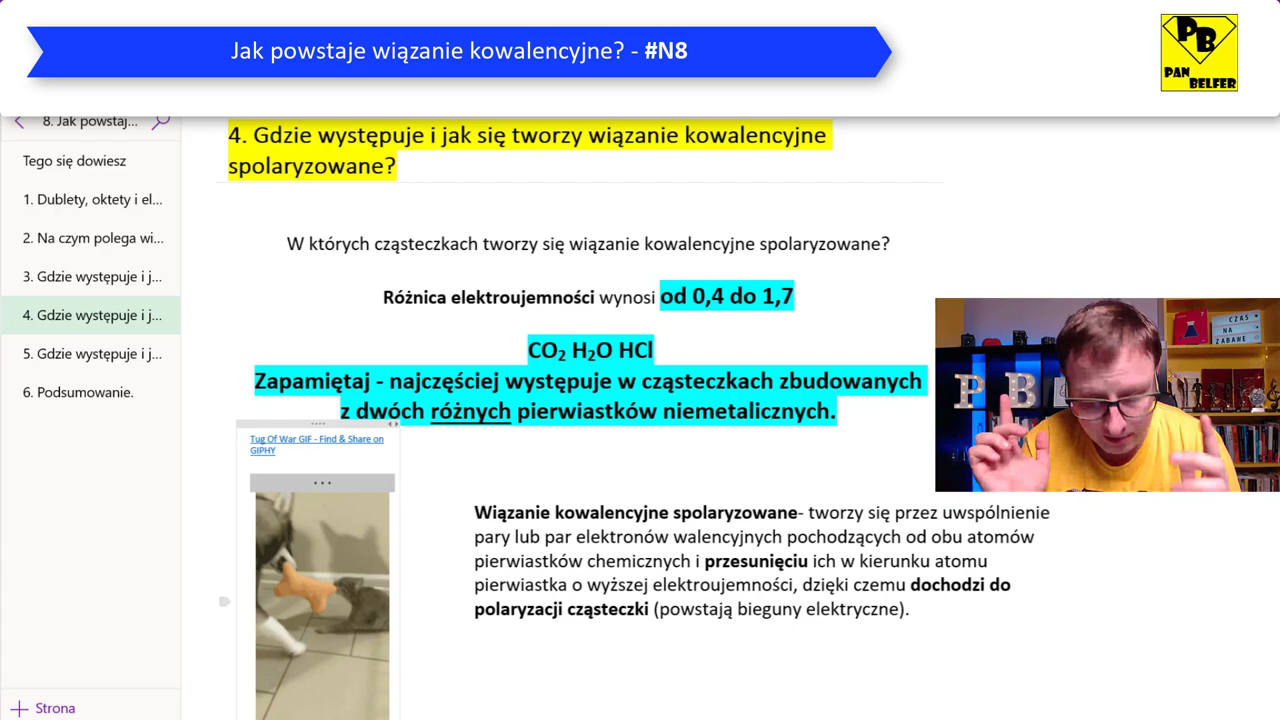 Jak powstaje wiązanie kowalencyjne? - #N8
PB
PAN
BELFER
8. Jak powstaj...
Tego się dowiesz
1. Dublety, oktety i el...
2. Na czym polega wi...
3. Gdzie występuje i j...
4. Gdzie występuje i j...
5. Gdzie występuje i j...
6. Podsumowanie.
Strona
4. Gdzie występuje i jak się tworzy wiązanie kowalencyjne
spolaryzowane?
W których cząsteczkach tworzy się wiązanie kowalencyjne spolaryzowane?
Różnica elektroujemności wynosi od 0,4 do 1,7
CO₂ H₂O HCl
Zapamiętaj - najczęściej występuje w cząsteczkach zbudowanych
z dwóch różnych pierwiastków niemetalicznych.
Tug Of War GIF - Find & Share on
GIPHY
Wiązanie kowalencyjne spolaryzowane- tworzy się przez uwspólnienie
pary lub par elektronów walencyjnych pochodzących od obu atomów
pierwiastków chemicznych i przesunięciu ich w kierunku atomu
pierwiastka o wyższej elektroujemności, dzięki czemu dochodzi do
polaryzacji cząsteczki (powstają bieguny elektryczne).
CZAS
NA
ZABAWE
P B